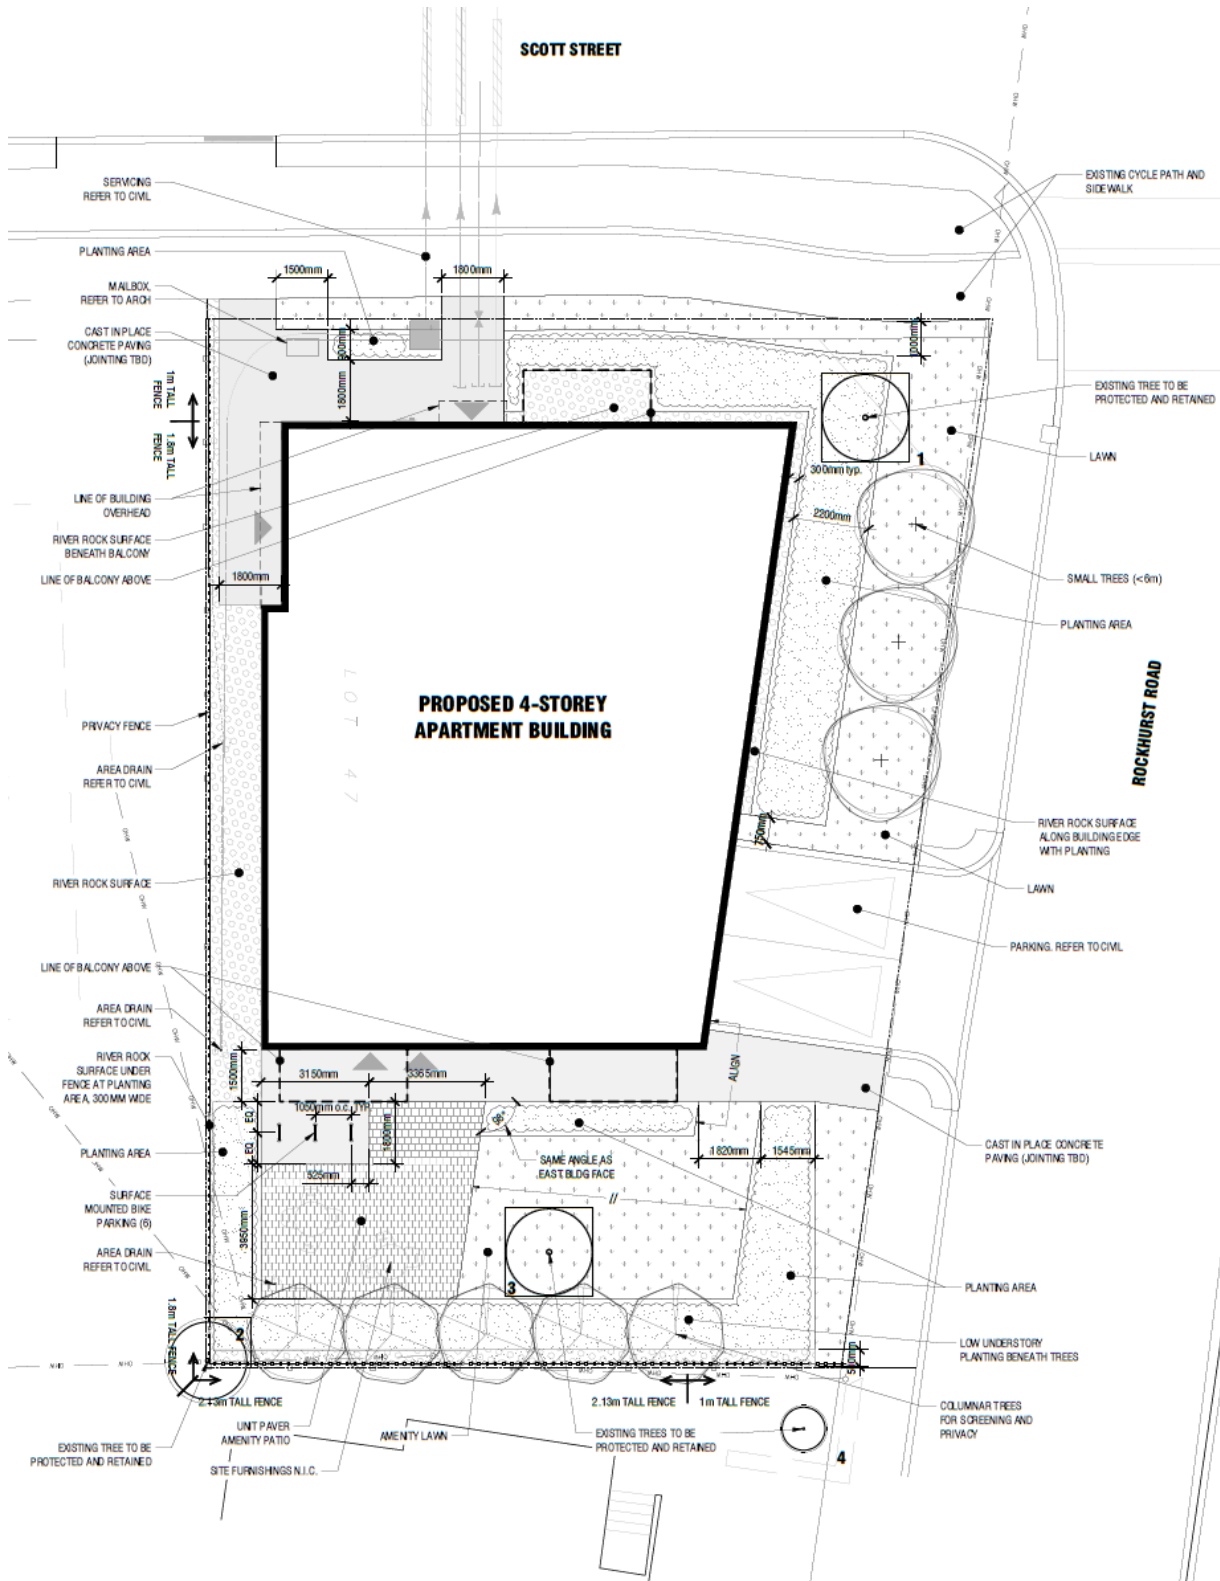 SCOTT STREET
SERVICING
REFER TO CIVIL
EXISTING CYCLE PATH AND
SIDEWALK
PLANTING AREA
1500mm
1800mm
MAILBOX,
REFER TO ARCH
CAST IN PLACE
CONCRETE PAVING
(JOINTING TBD)
900mm
1000mm
1m TALL
FENCE
1800mm
EXISTING TREE TO BE
PROTECTED AND RETAINED
1.8m TALL
FENCE
1
LAWN
300mm typ.
LINE OF BUILDING
OVERHEAD
2200mm
RIVER ROCK SURFACE
BENEATH BALCONY
LINE OF BALCONY ABOVE
1800mm
SMALL TREES (<6m)
PLANTING AREA
LOT 47
PROPOSED 4-STOREY
APARTMENT BUILDING
ROCKHURST ROAD
PRIVACY FENCE
AREA DRAIN
REFER TO CIVIL
750mm
RIVER ROCK SURFACE
ALONG BUILDING EDGE
WITH PLANTING
RIVER ROCK SURFACE
LAWN
PARKING. REFER TO CIVIL
LINE OF BALCONY ABOVE
AREA DRAIN
REFER TO CIVIL
RIVER ROCK
SURFACE UNDER
FENCE AT PLANTING
AREA, 300MM WIDE
1500mm
3150mm
3365mm
ALIGN
1050mm o.c. TYP.
EQ
EQ
1800mm
98°
PLANTING AREA
SAME ANGLE AS
EAST BLDG FACE
1820mm
1545mm
CAST IN PLACE CONCRETE
PAVING (JOINTING TBD)
525mm
SURFACE
MOUNTED BIKE
PARKING (6)
//
3950mm
AREA DRAIN
REFER TO CIVIL
3
PLANTING AREA
1.8m TALL FENCE
2
LOW UNDERSTORY
PLANTING BENEATH TREES
2.13m TALL FENCE
2.13m TALL FENCE
1m TALL FENCE
COLUMNAR TREES
FOR SCREENING AND
PRIVACY
UNIT PAVER
AMENITY PATIO
AMENITY LAWN
EXISTING TREES TO BE
PROTECTED AND RETAINED
EXISTING TREE TO BE
PROTECTED AND RETAINED
SITE FURNISHINGS N.I.C.
4